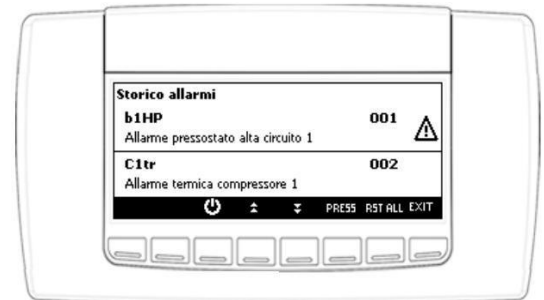 Storico allarmi
b1HP 001
Allarme pressostato alta circuito 1
C1tr 002
Allarme termica compressore 1
PRESS RST ALL EXIT